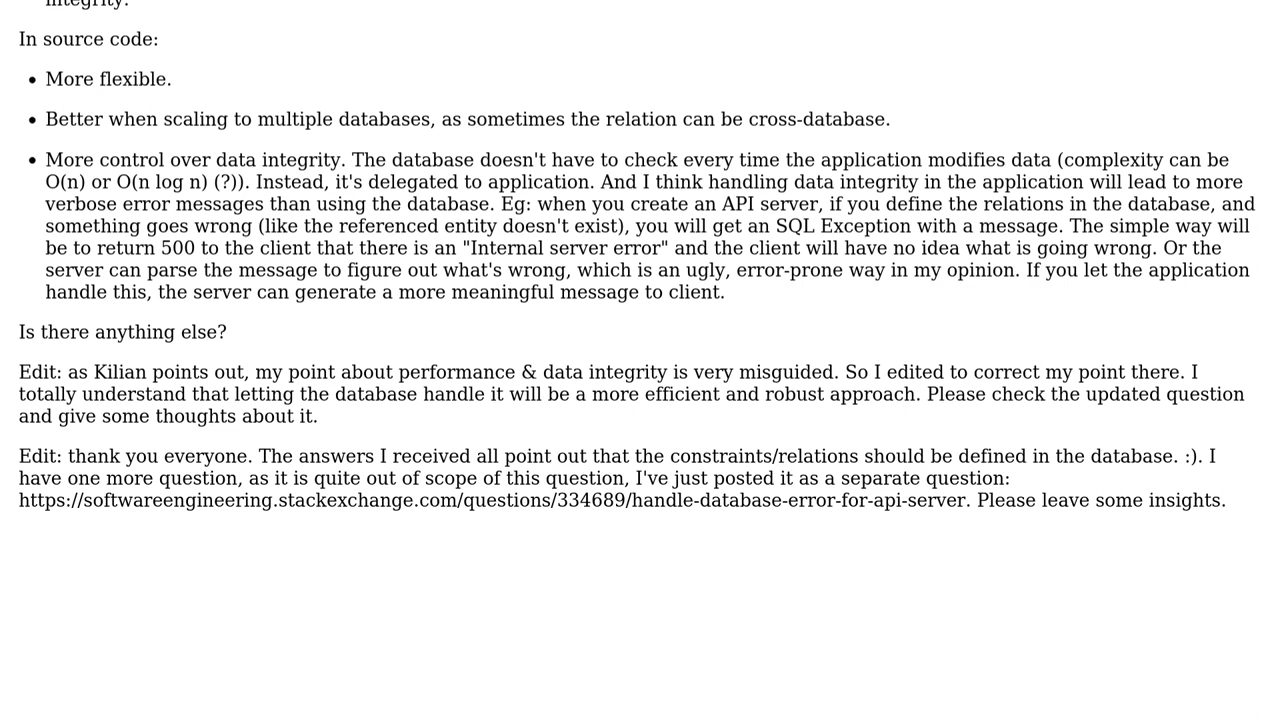 integrity.
In source code:
• More flexible.
• Better when scaling to multiple databases, as sometimes the relation can be cross-database.
• More control over data integrity. The database doesn't have to check every time the application modifies data (complexity can be
O(n) or O(n log n) (?)). Instead, it's delegated to application. And I think handling data integrity in the application will lead to more
verbose error messages than using the database. Eg: when you create an API server, if you define the relations in the database, and
something goes wrong (like the referenced entity doesn't exist), you will get an SQL Exception with a message. The simple way will
be to return 500 to the client that there is an "Internal server error" and the client will have no idea what is going wrong. Or the
server can parse the message to figure out what's wrong, which is an ugly, error-prone way in my opinion. If you let the application
handle this, the server can generate a more meaningful message to client.
Is there anything else?
Edit: as Kilian points out, my point about performance & data integrity is very misguided. So I edited to correct my point there. I
totally understand that letting the database handle it will be a more efficient and robust approach. Please check the updated question
and give some thoughts about it.
Edit: thank you everyone. The answers I received all point out that the constraints/relations should be defined in the database. :). I
have one more question, as it is quite out of scope of this question, I've just posted it as a separate question:
https://softwareengineering.stackexchange.com/questions/334689/handle-database-error-for-api-server. Please leave some insights.